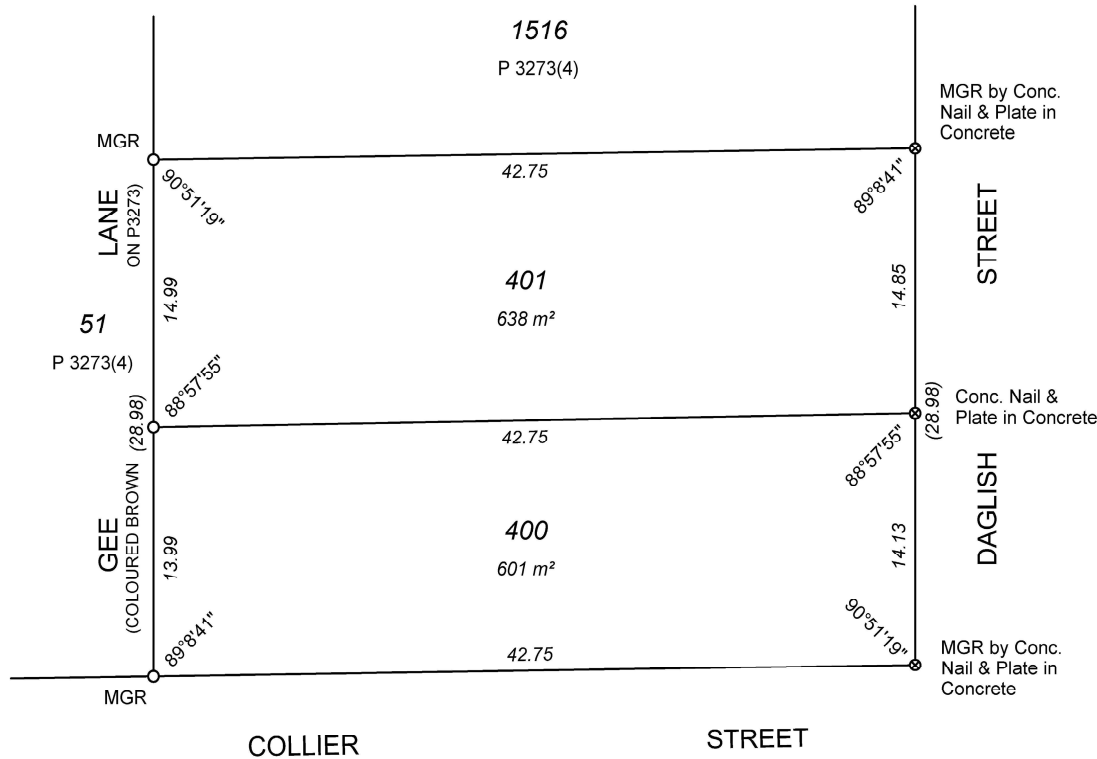 1516
P 3273(4)
MGR by Conc.
Nail & Plate in
Concrete
MGR
42.75
90°51'19"
89°8'41"
LANE
ON P3273)
STREET
14.99
401
638 m²
14.85
51
P 3273(4)
88°57'55"
(28.98)
(28.98)
Conc. Nail &
Plate in Concrete
42.75
88°57'55"
GEE
(COLOURED BROWN
DAGLISH
13.99
400
601 m²
14.13
89°8'41"
90°51'19"
42.75
MGR by Conc.
Nail & Plate in
Concrete
MGR
COLLIER STREET